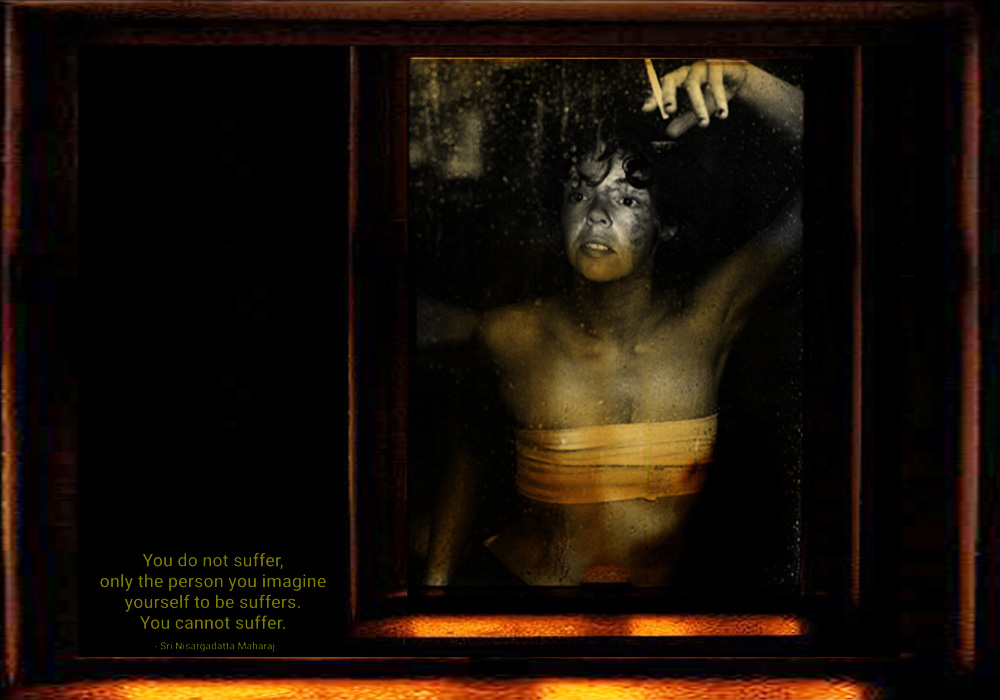 You do not suffer,
only the person you imagine
yourself to be suffers.
You cannot suffer.
- Sri Nisargadatta Maharaj